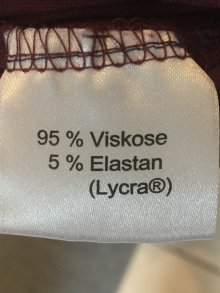 95 % Viskose
5 % Elastan
(Lycra®)